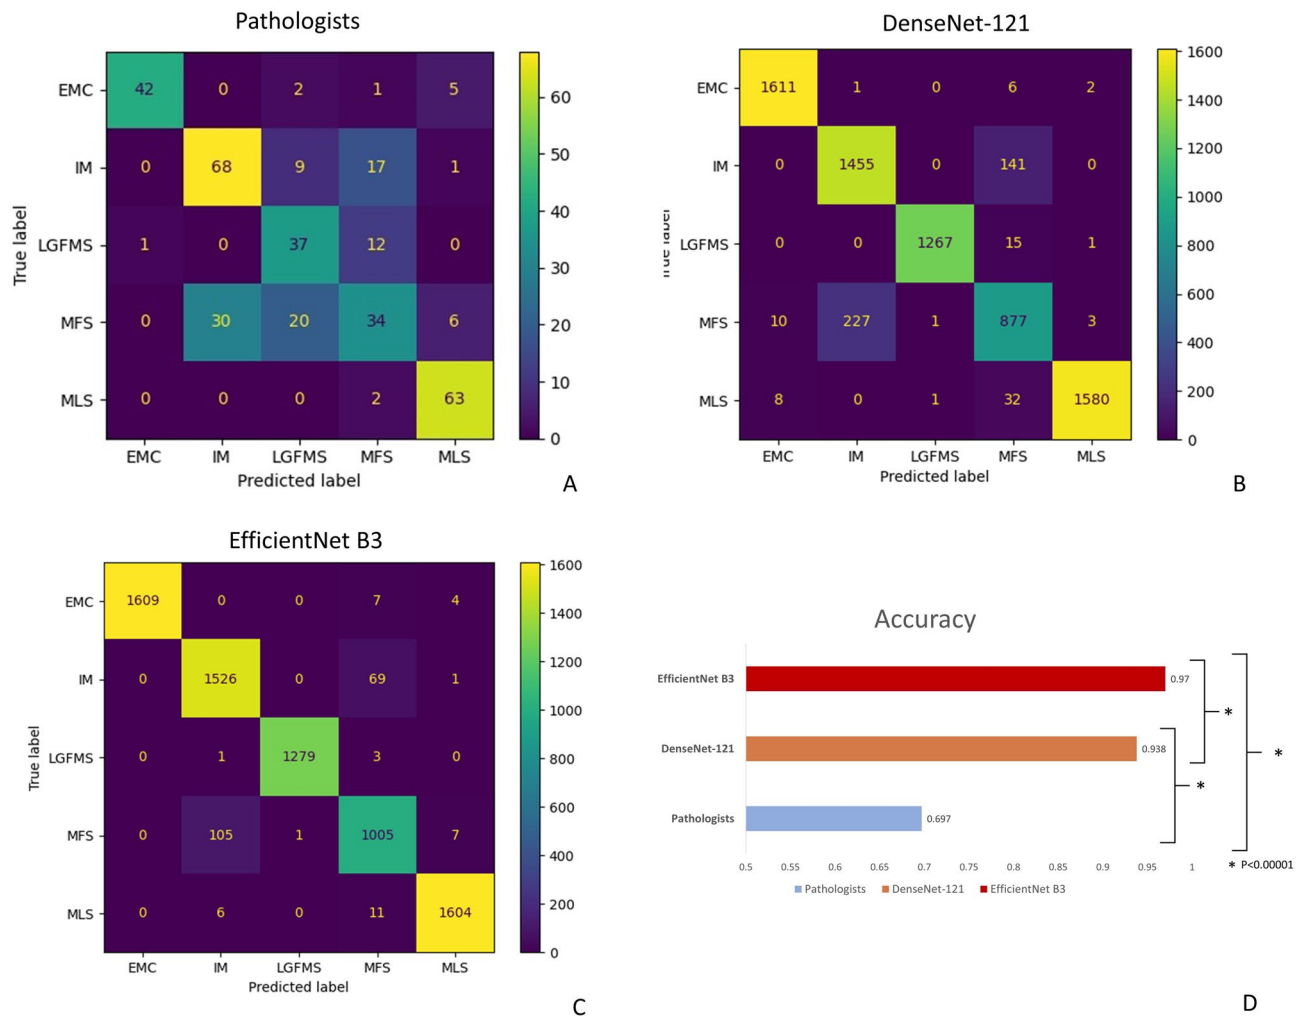 Pathologists
EMC 42 0 2 1 5
IM 0 68 9 17 1
LGFMS 1 0 37 12 0
MFS 0 30 20 34 6
MLS 0 0 0 2 63
EMC IM LGFMS MFS MLS
Predicted label
True label
60
50
40
30
20
10
0
A
DenseNet-121
EMC 1611 1 0 6 2
IM 0 1455 0 141 0
LGFMS 0 0 1267 15 1
MFS 10 227 1 877 3
MLS 8 0 1 32 1580
EMC IM LGFMS MFS MLS
Predicted label
True label
1600
1400
1200
1000
800
600
400
200
0
B
EfficientNet B3
EMC 1609 0 0 7 4
IM 0 1526 0 69 1
LGFMS 0 1 1279 3 0
MFS 0 105 1 1005 7
MLS 0 6 0 11 1604
EMC IM LGFMS MFS MLS
Predicted label
True label
1600
1400
1200
1000
800
600
400
200
0
C
Accuracy
EfficientNet B3 0.97
DenseNet-121 0.938
Pathologists 0.697
*
*
*
0.5 0.55 0.6 0.65 0.7 0.75 0.8 0.85 0.9 0.95 1
* P<0.00001
Pathologists DenseNet-121 EfficientNet B3
D